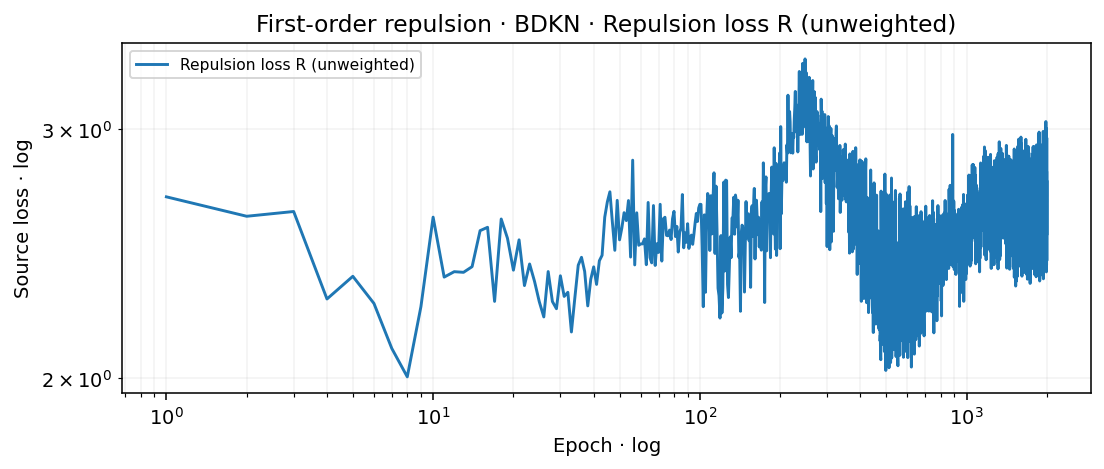 First-order repulsion · BDKN · Repulsion loss R (unweighted)
Repulsion loss R (unweighted)
Source loss · log
3 × 10⁰
2 × 10⁰
10⁰ 10¹ 10² 10³
Epoch · log